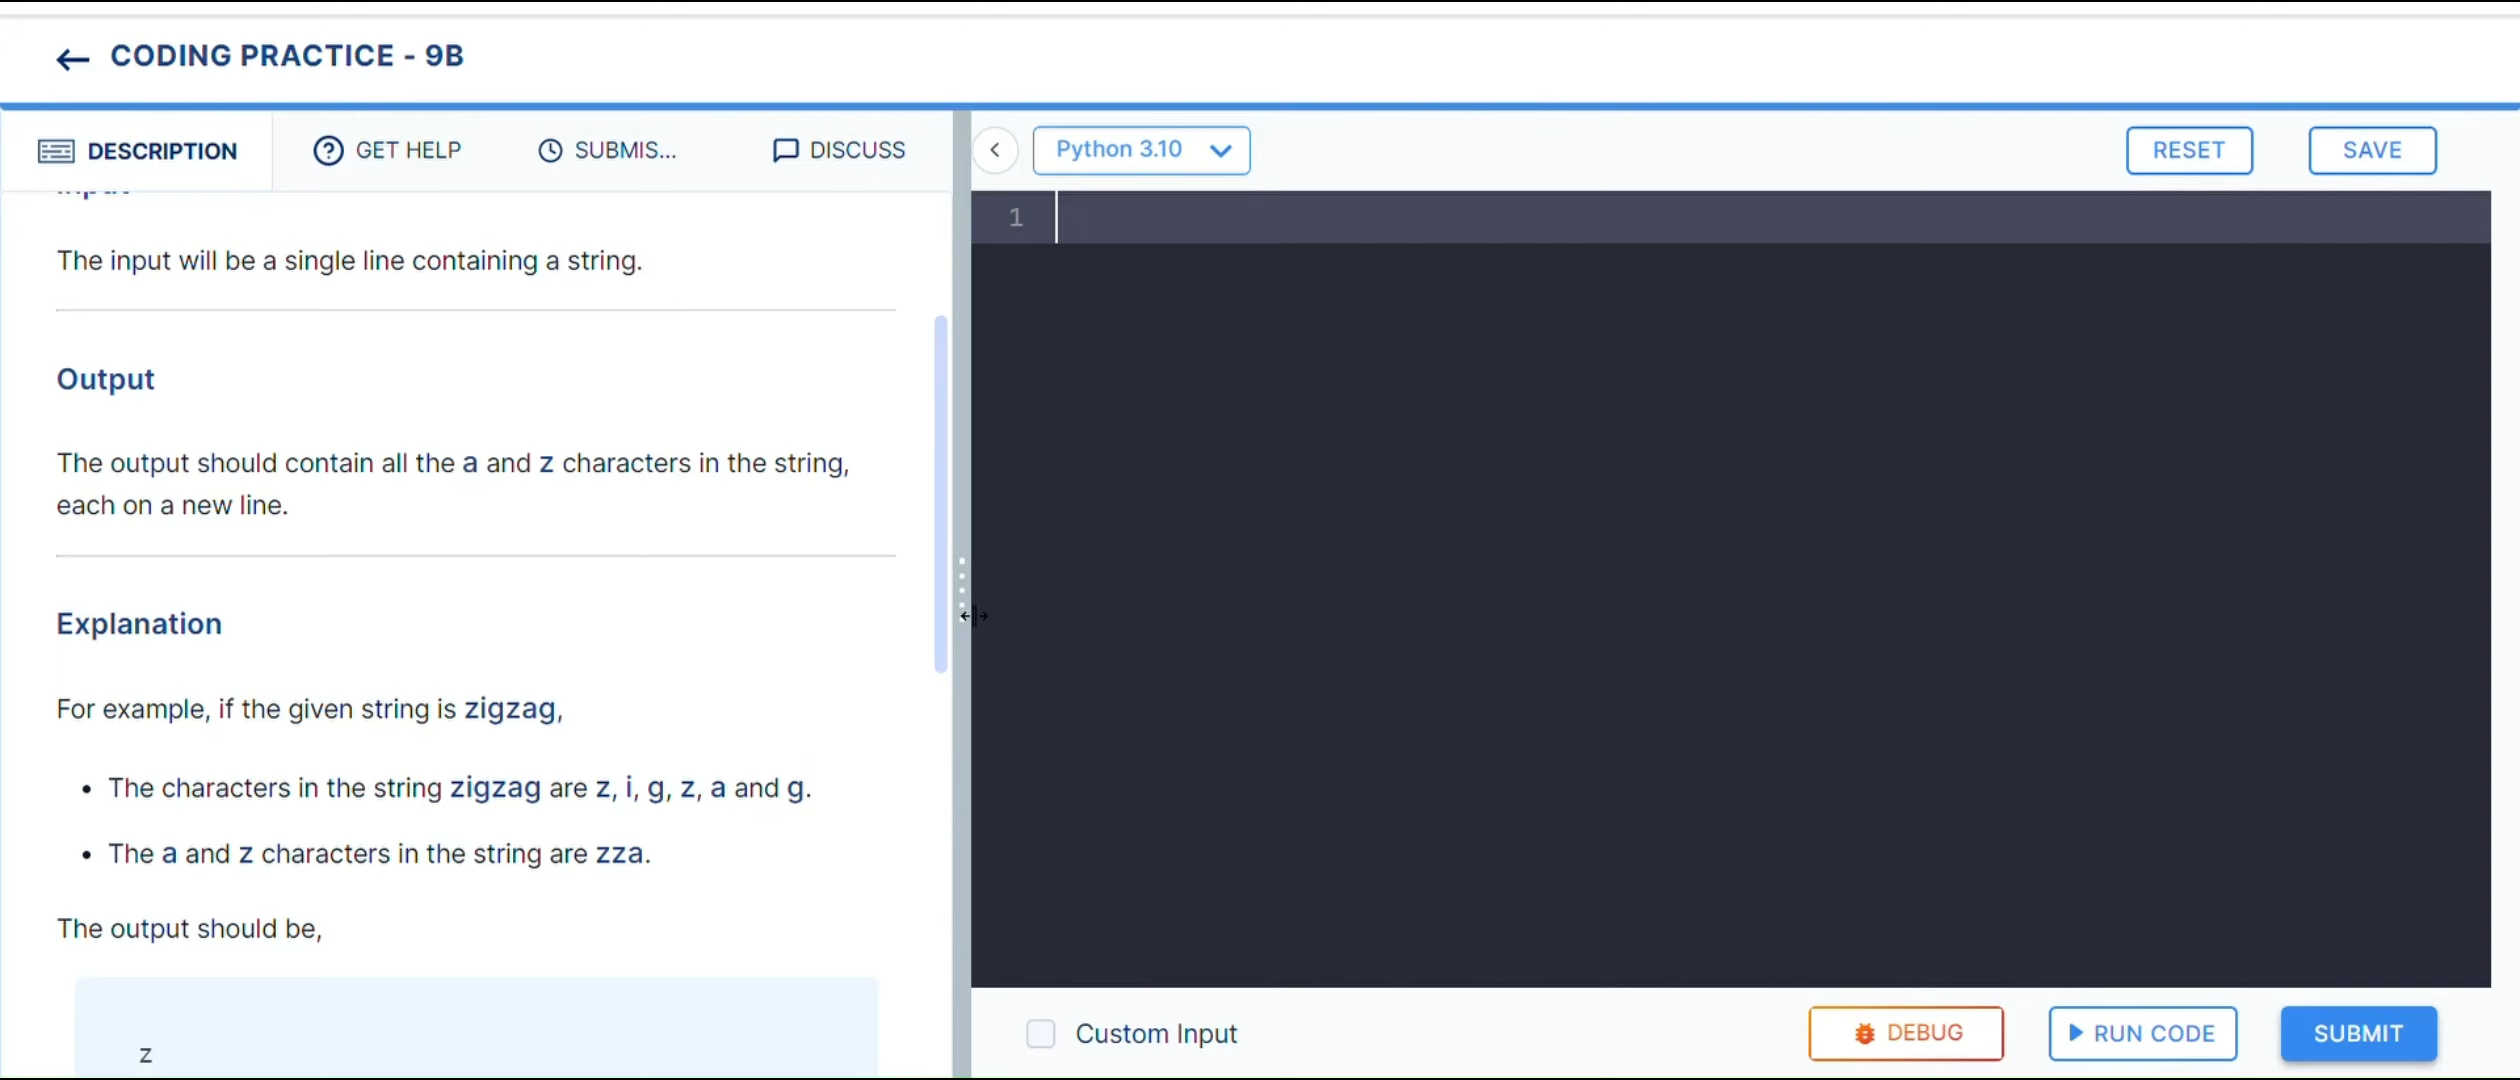 CODING PRACTICE - 9B
DESCRIPTION
GET HELP
SUBMIS...
DISCUSS
Python 3.10
RESET
SAVE
The input will be a single line containing a string.
Output
The output should contain all the a and z characters in the string,
each on a new line.
Explanation
For example, if the given string is zigzag,
• The characters in the string zigzag are z, i, g, z, a and g.
• The a and z characters in the string are zza.
The output should be,
z
1
Custom Input
DEBUG
RUN CODE
SUBMIT